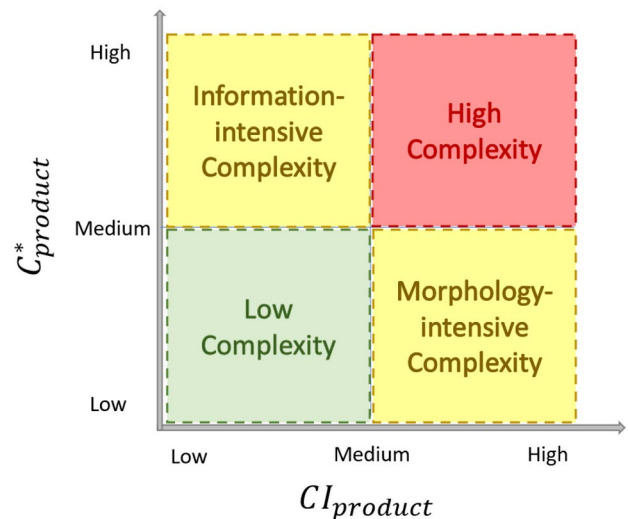 High
Information-
intensive
Complexity
High
Complexity
Medium
C*product
Low
Complexity
Morphology-
intensive
Complexity
Low
Low
Medium
High
CIproduct